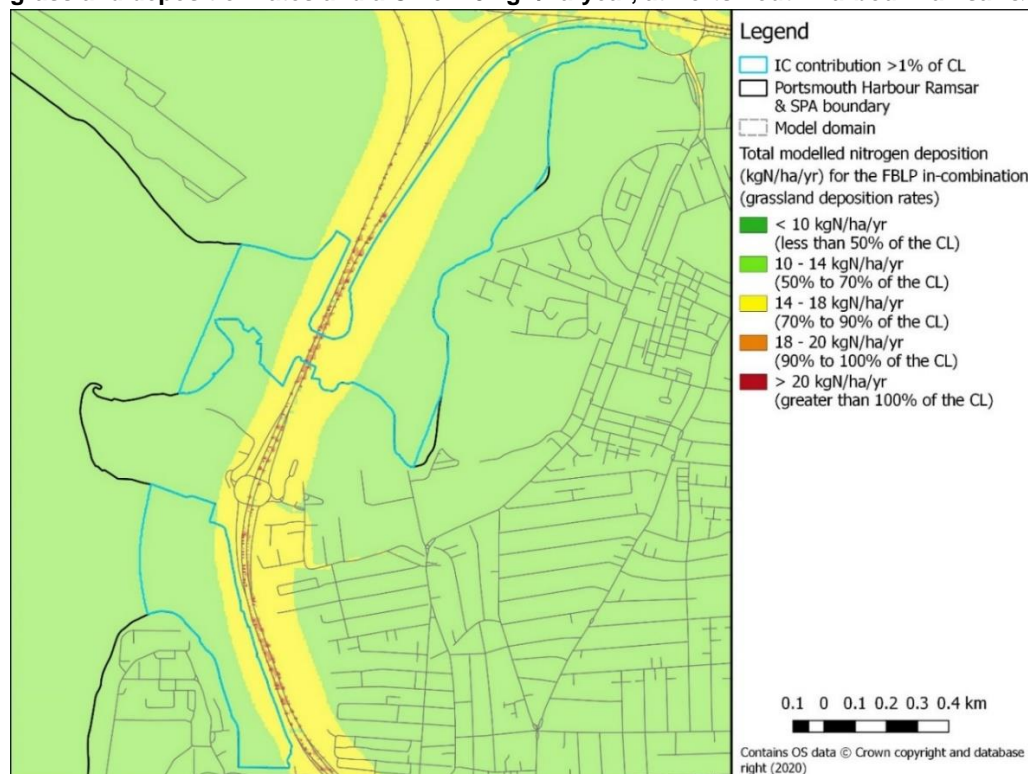 Legend
IC contribution >1% of CL
Portsmouth Harbour Ramsar
& SPA boundary
Model domain
Total modelled nitrogen deposition
(kgN/ha/yr) for the FBLP in-combination
(grassland deposition rates)
< 10 kgN/ha/yr
(less than 50% of the CL)
10 - 14 kgN/ha/yr
(50% to 70% of the CL)
14 - 18 kgN/ha/yr
(70% to 90% of the CL)
18 - 20 kgN/ha/yr
(90% to 100% of the CL)
> 20 kgN/ha/yr
(greater than 100% of the CL)
0.1 0 0.1 0.2 0.3 0.4 km
Contains OS data © Crown copyright and database
right (2020)